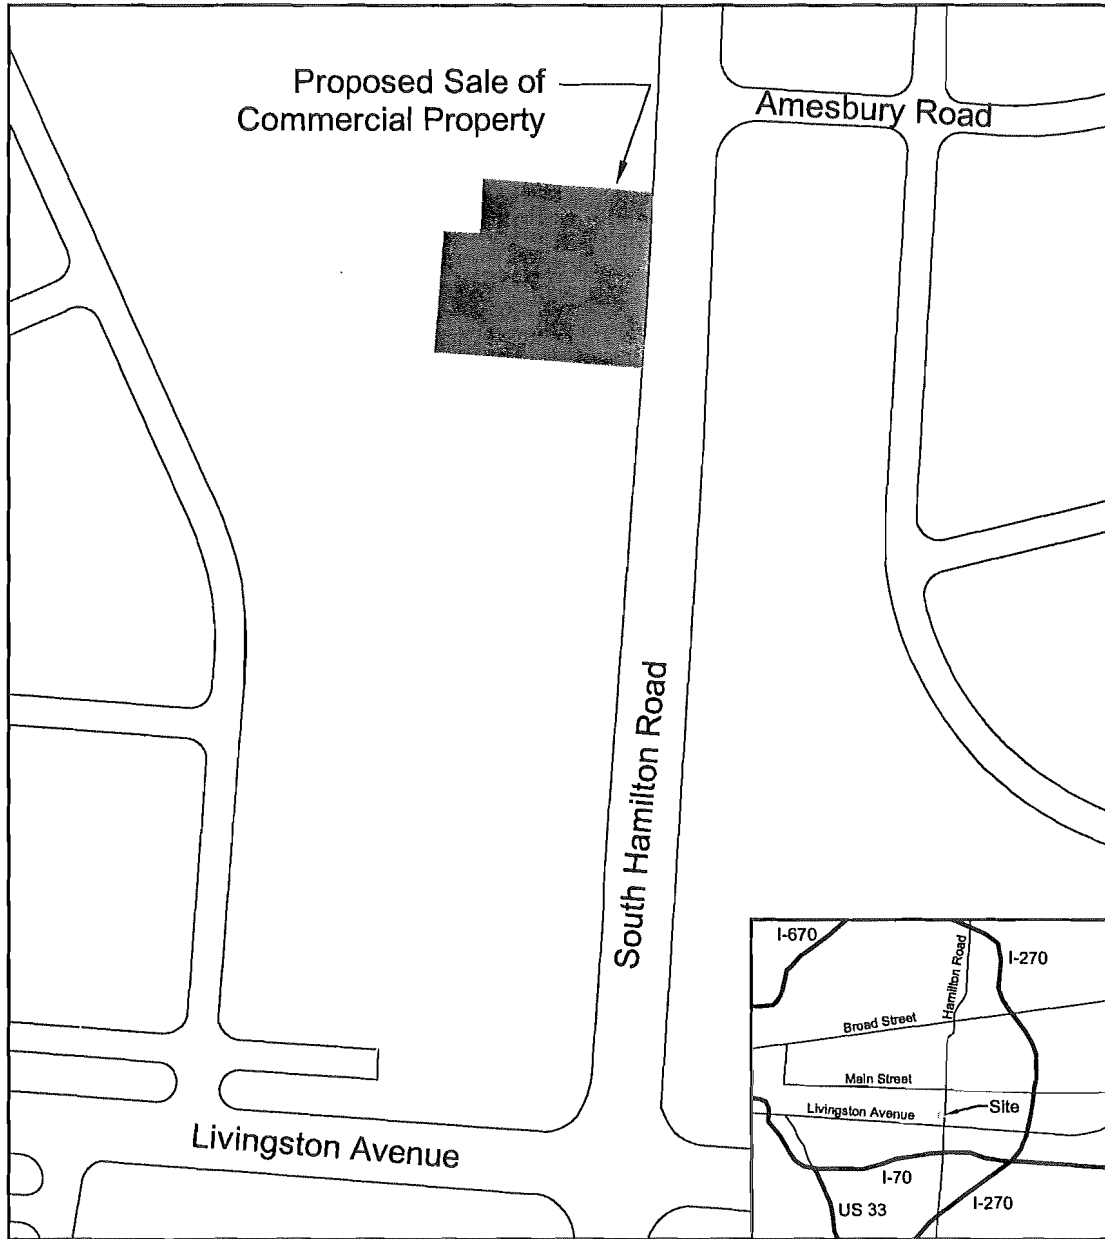 Proposed Sale of
Commercial Property
Amesbury Road
South Hamilton Road
Livingston Avenue
I-670
Hamilton Road
I-270
Broad Street
Main Street
Livingston Avenue
Site
I-70
US 33
I-270